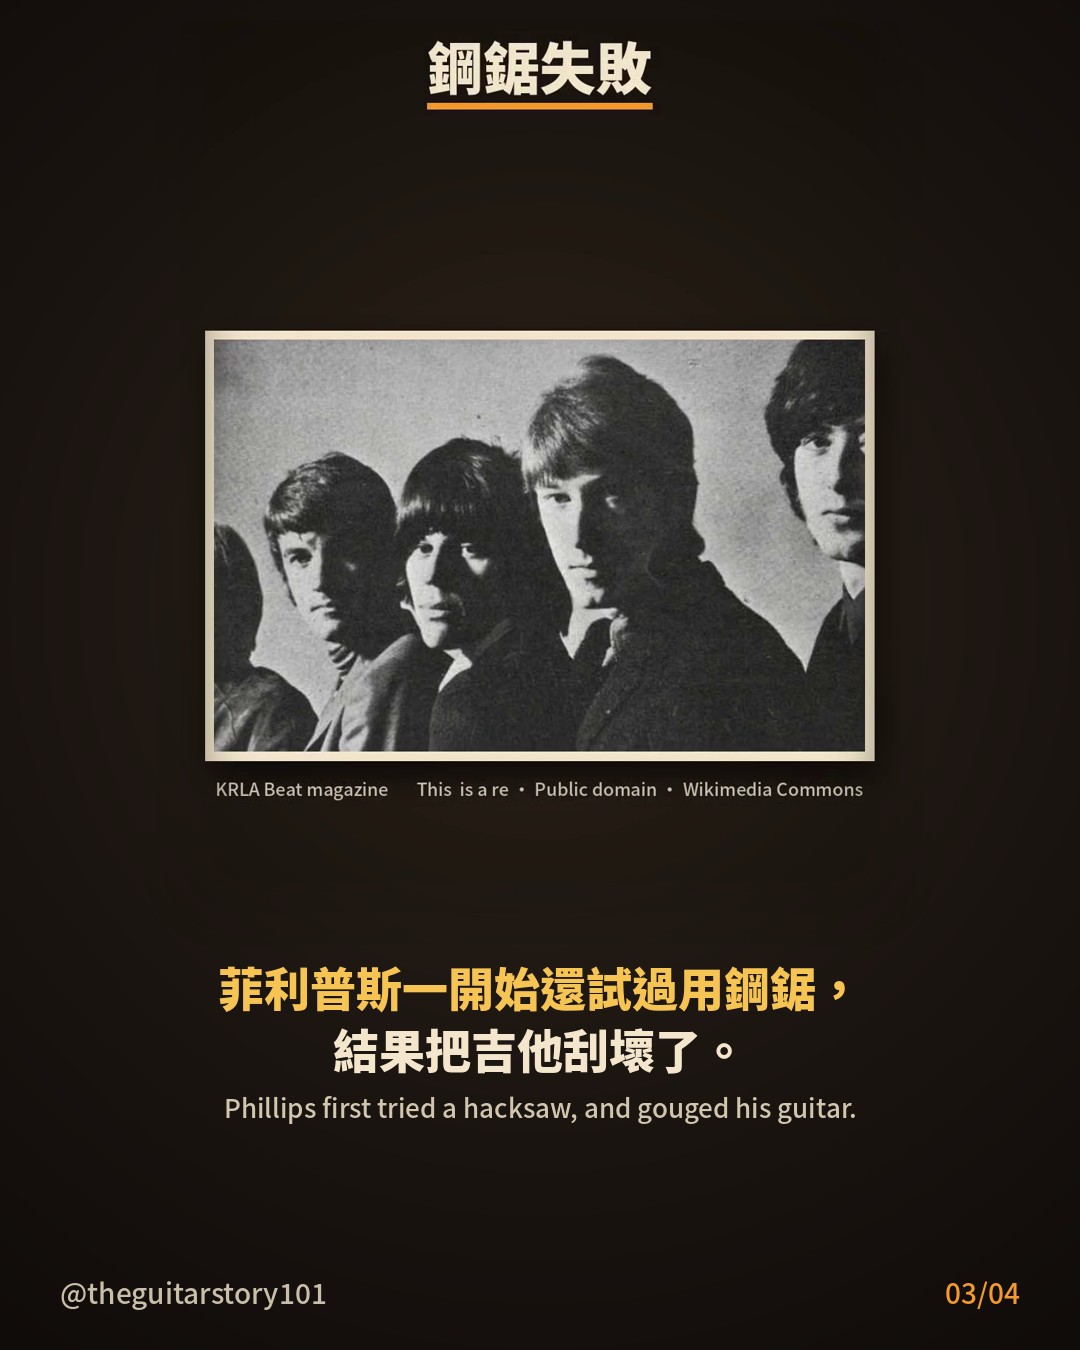 鋼鋸失敗
KRLA Beat magazine This is a re • Public domain • Wikimedia Commons
菲利普斯一開始還試過用鋼鋸，
結果把吉他刮壞了。
Phillips first tried a hacksaw, and gouged his guitar.
@theguitarstory101
03/04